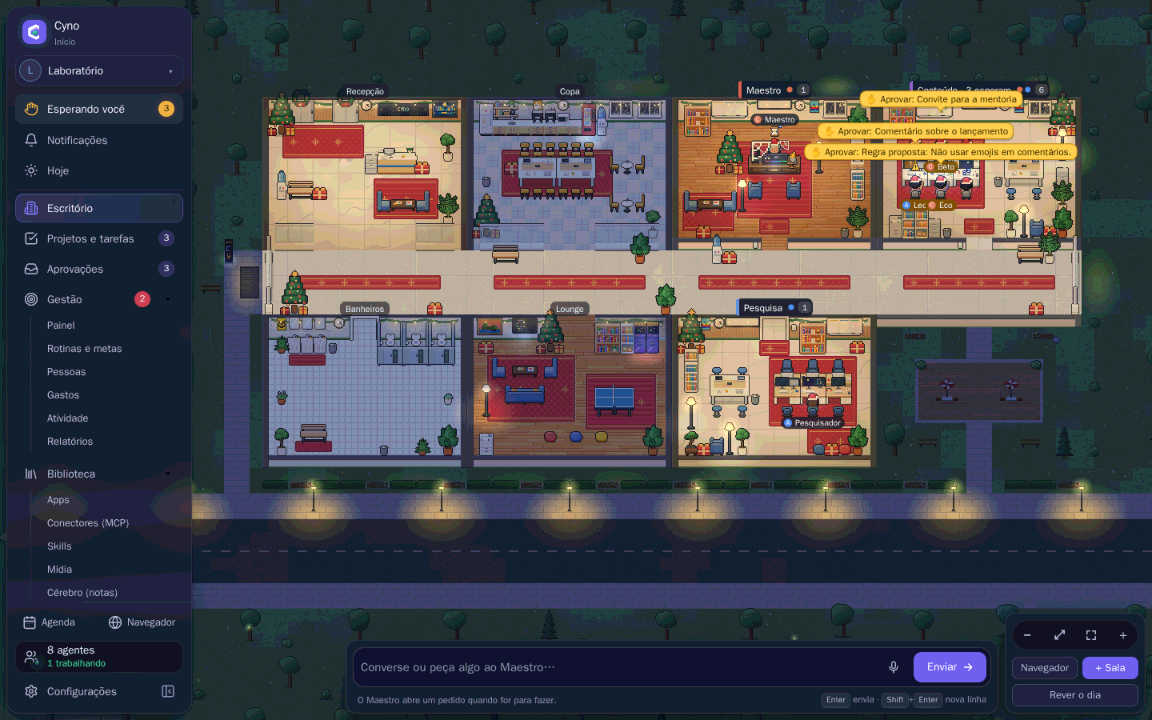 Cyno
Início
L Laboratório
Esperando você 3
Notificações
Hoje
Escritório
Projetos e tarefas 3
Aprovações 3
Gestão 2
Painel
Rotinas e metas
Pessoas
Gastos
Atividade
Relatórios
Biblioteca
Apps
Conectores (MCP)
Skills
Mídia
Cérebro (notas)
Agenda Navegador
8 agentes
1 trabalhando
Configurações
Recepção
Copa
Maestro 1
6
Aprovar: Convite para a mentoria
Maestro
Aprovar: Comentário sobre o lançamento
Aprovar: Regra proposta: Não usar emojis em comentários.
Beto
A Leo Eco
Banheiros
Lounge
Pesquisa 1
A Pesquisador
Converse ou peça algo ao Maestro…
Enviar →
O Maestro abre um pedido quando for para fazer.
Enter envia · Shift + Enter nova linha
Navegador
+ Sala
Rever o dia